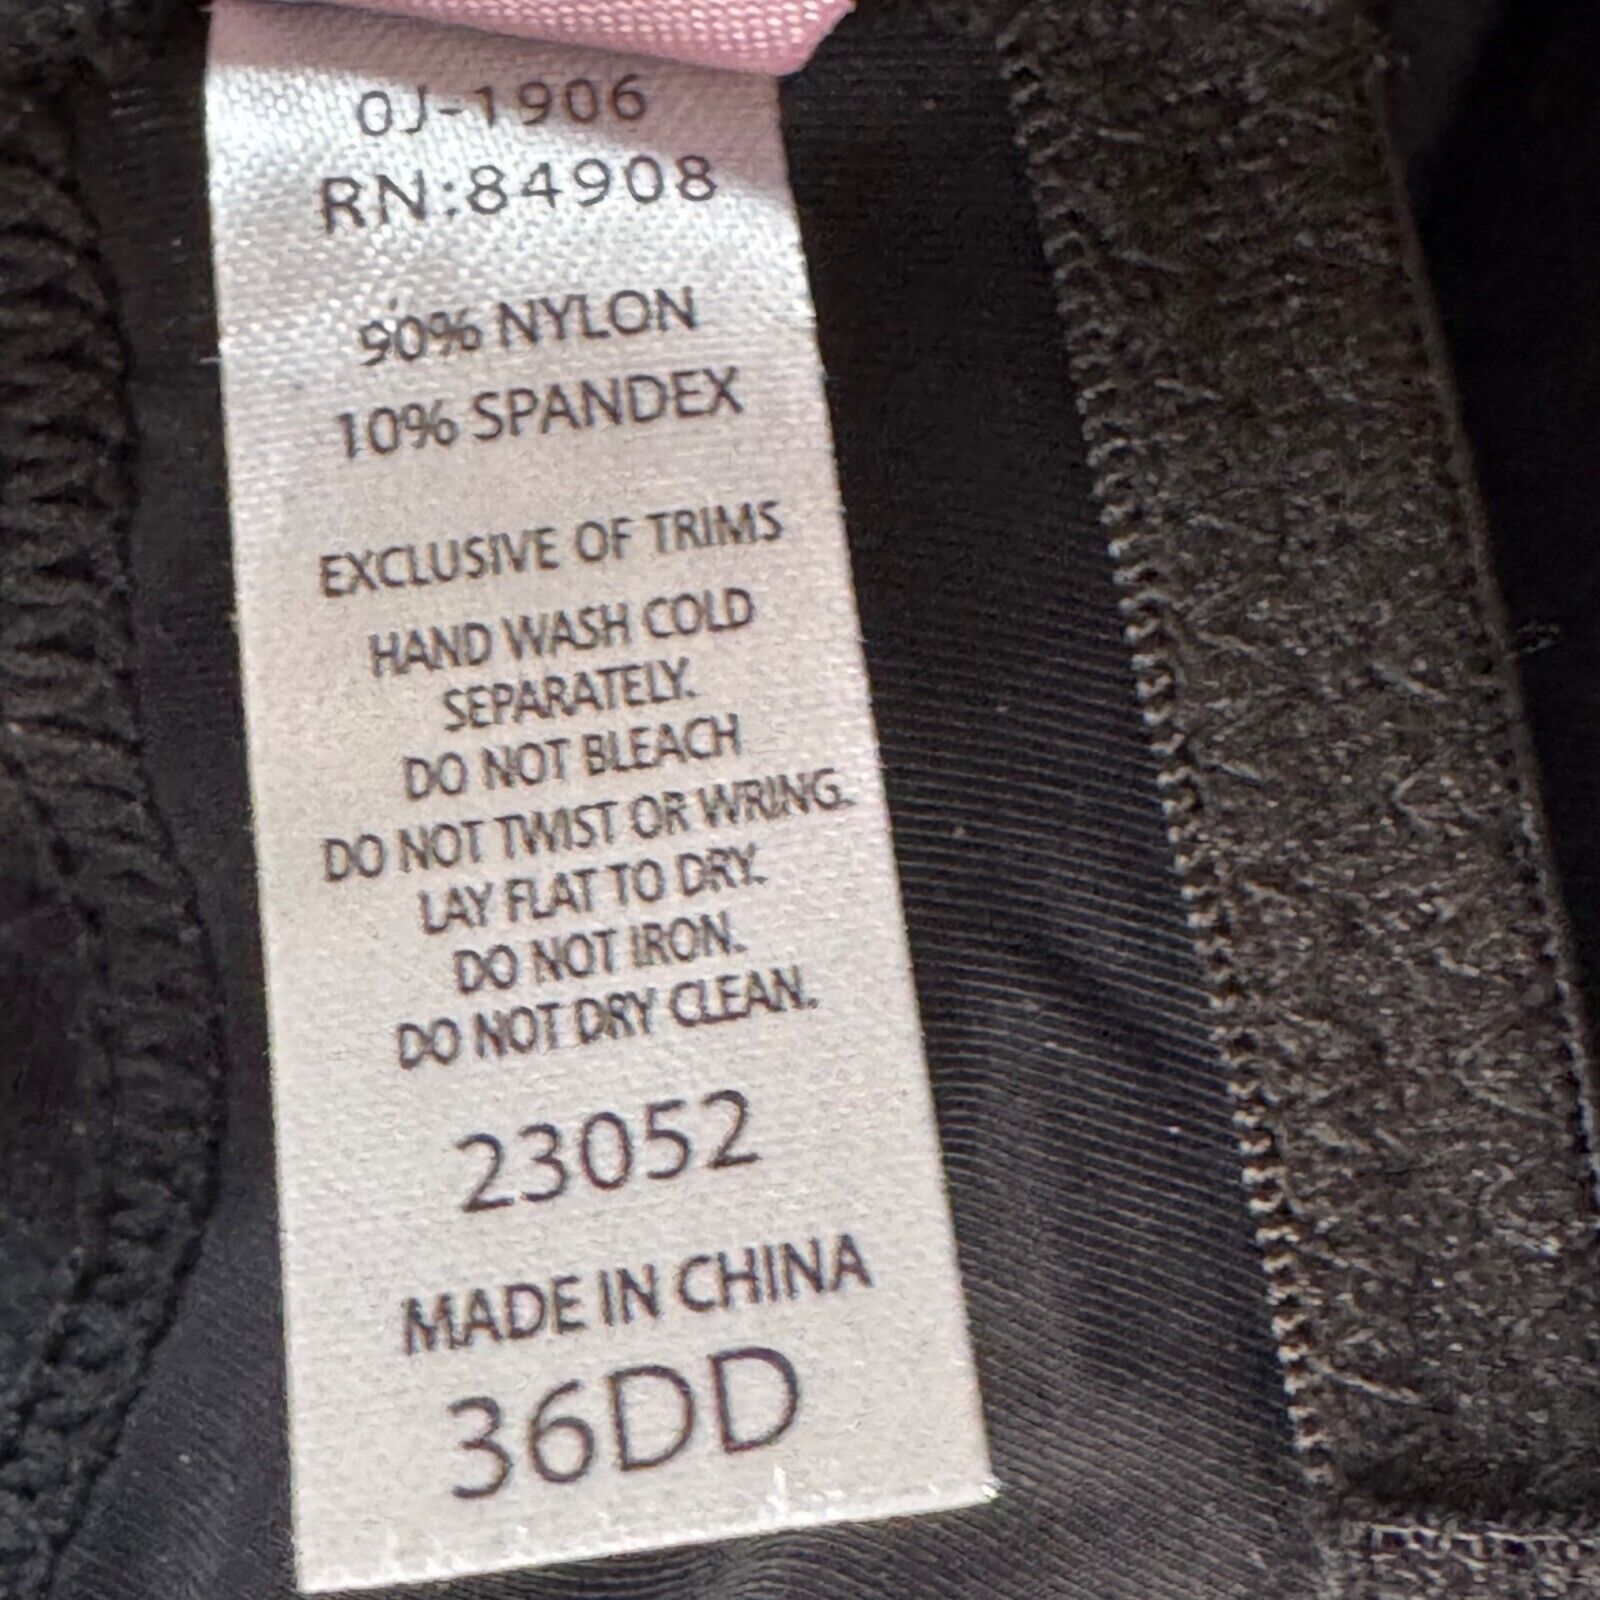 0J-1906
RN:84908
90% NYLON
10% SPANDEX
EXCLUSIVE OF TRIMS
HAND WASH COLD
SEPARATELY.
DO NOT BLEACH
DO NOT TWIST OR WRING.
LAY FLAT TO DRY.
DO NOT IRON.
DO NOT DRY CLEAN.
23052
MADE IN CHINA
36DD